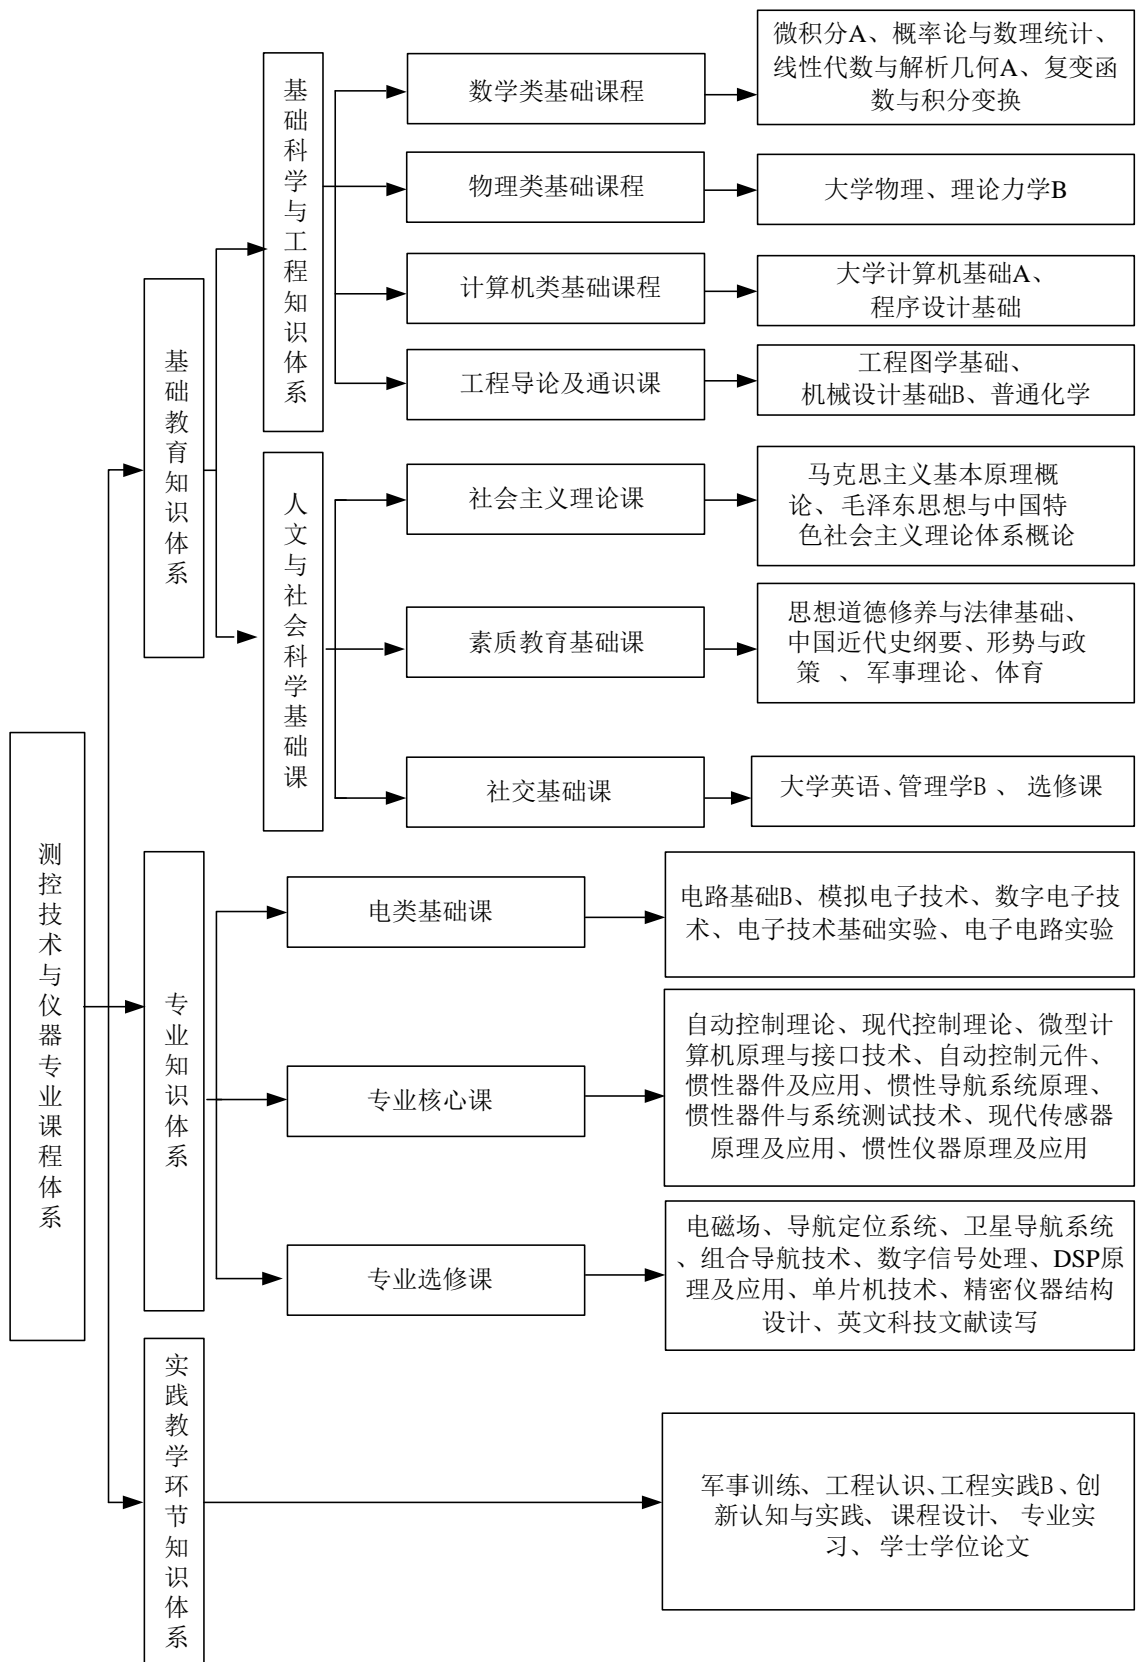 测控技术与仪器专业课程体系
基础教育知识体系
基础科学与工程知识体系
数学类基础课程
微积分A、概率论与数理统计、
线性代数与解析几何A、复变函
数与积分变换
物理类基础课程
大学物理、理论力学B
计算机类基础课程
大学计算机基础A、
程序设计基础
工程导论及通识课
工程图学基础、
机械设计基础B、普通化学
人文与社会科学基础课
社会主义理论课
马克思主义基本原理概
论、毛泽东思想与中国特
色社会主义理论体系概论
素质教育基础课
思想道德修养与法律基础、
中国近代史纲要、形势与政
策 、军事理论、体育
社交基础课
大学英语、管理学B 、 选修课
专业知识体系
电类基础课
电路基础B、模拟电子技术、数字电子技
术、电子技术基础实验、电子电路实验
专业核心课
自动控制理论、现代控制理论、微型计
算机原理与接口技术、自动控制元件、
惯性器件及应用、惯性导航系统原理、
惯性器件与系统测试技术、现代传感器
原理及应用、惯性仪器原理及应用
专业选修课
电磁场、导航定位系统、卫星导航系统
、组合导航技术、数字信号处理、DSP原
理及应用、单片机技术、精密仪器结构
设计、英文科技文献读写
实践教学环节知识体系
军事训练、工程认识、工程实践B、创
新认知与实践、课程设计、 专业实
习、学士学位论文